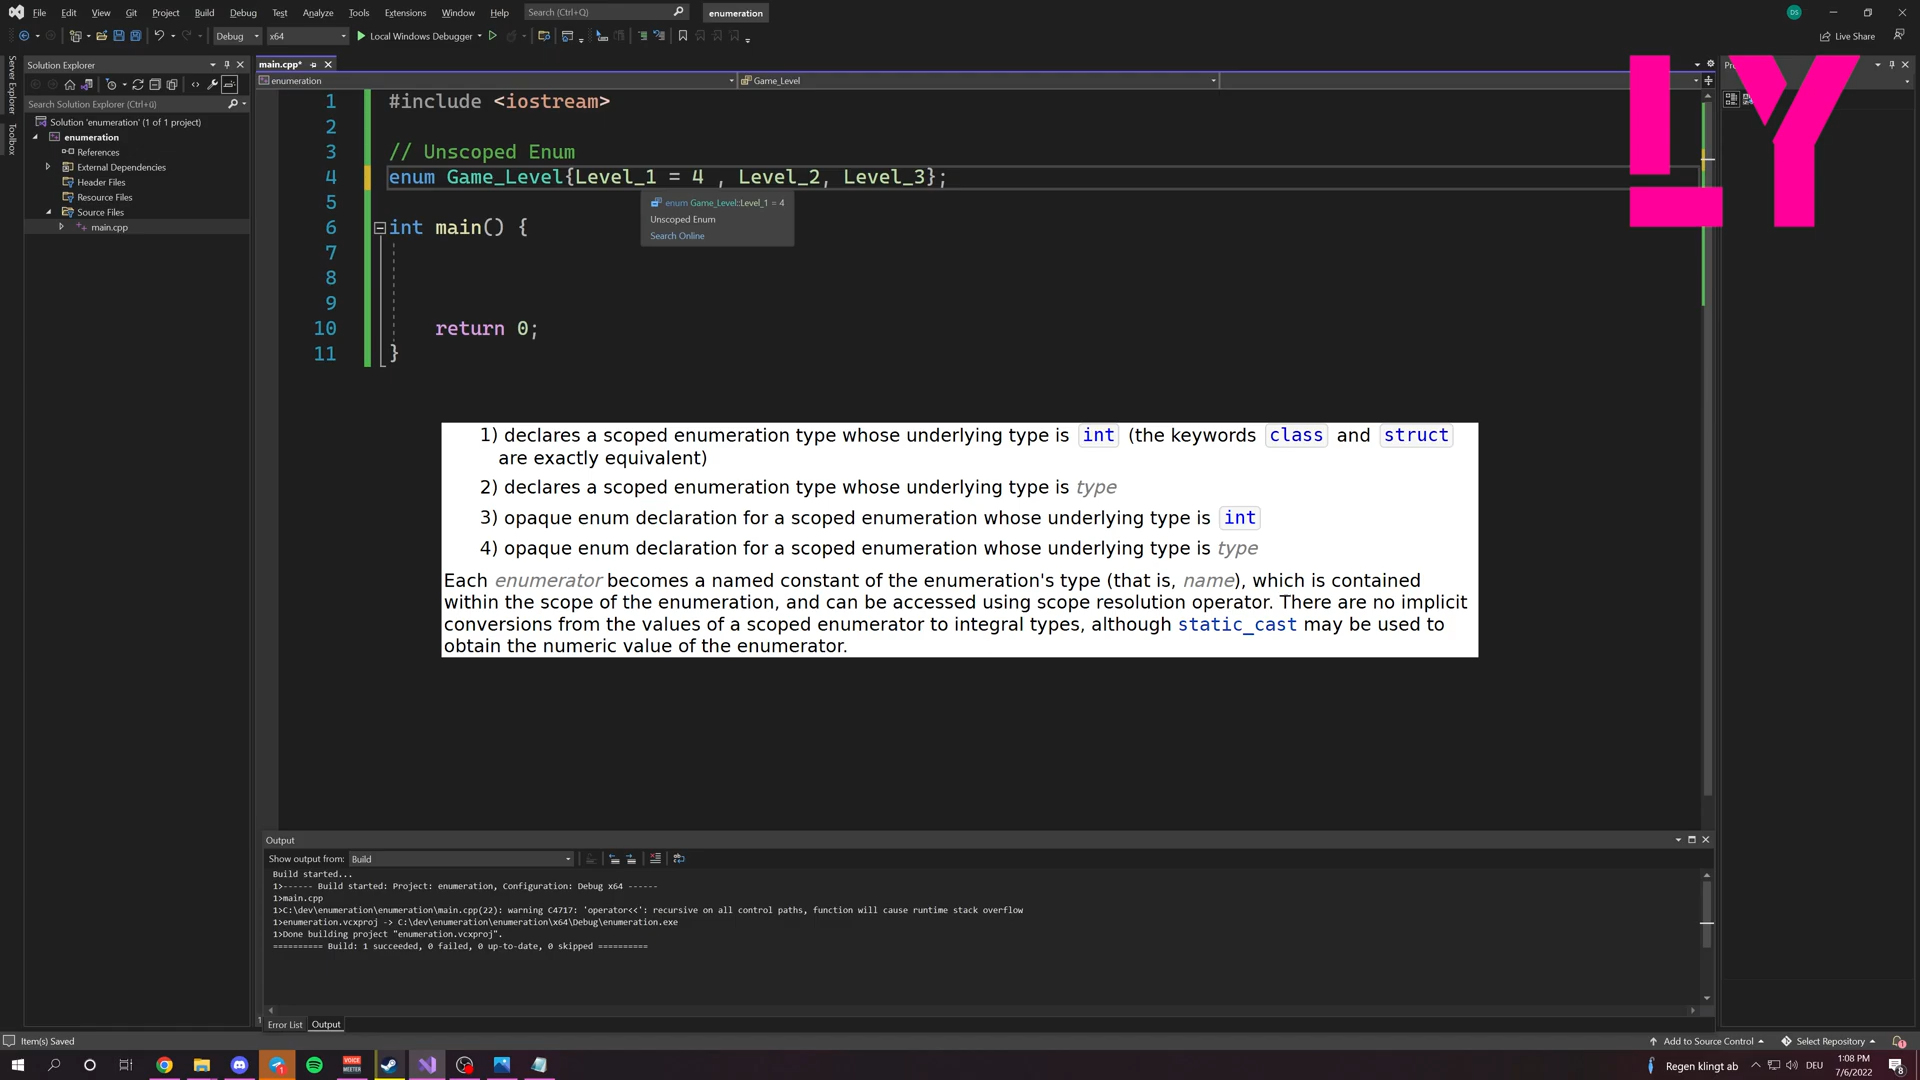 File Edit View Git Project Build Debug Test Analyze Tools Extensions Window Help Search (Ctrl+Q) enumeration DS
Debug x64 Local Windows Debugger Live Share
Server Explorer
Toolbox
Solution Explorer
Search Solution Explorer (Ctrl+ü)
Solution 'enumeration' (1 of 1 project)
enumeration
References
External Dependencies
Header Files
Resource Files
Source Files
main.cpp
main.cpp*
enumeration Game_Level
1 #include <iostream>
2
3 // Unscoped Enum
4 enum Game_Level{Level_1 = 4 , Level_2, Level_3};
5
enum Game_Level::Level_1 = 4
Unscoped Enum
Search Online
6 int main() {
7
8
9
10 return 0;
11 }
LY
1) declares a scoped enumeration type whose underlying type is int (the keywords class and struct
are exactly equivalent)
2) declares a scoped enumeration type whose underlying type is type
3) opaque enum declaration for a scoped enumeration whose underlying type is int
4) opaque enum declaration for a scoped enumeration whose underlying type is type
Each enumerator becomes a named constant of the enumeration's type (that is, name), which is contained
within the scope of the enumeration, and can be accessed using scope resolution operator. There are no implicit
conversions from the values of a scoped enumerator to integral types, although static_cast may be used to
obtain the numeric value of the enumerator.
Output
Show output from: Build
Build started...
1>------ Build started: Project: enumeration, Configuration: Debug x64 ------
1>main.cpp
1>C:\dev\enumeration\enumeration\main.cpp(22): warning C4717: 'operator<<': recursive on all control paths, function will cause runtime stack overflow
1>enumeration.vcxproj -> C:\dev\enumeration\enumeration\x64\Debug\enumeration.exe
1>Done building project "enumeration.vcxproj".
========== Build: 1 succeeded, 0 failed, 0 up-to-date, 0 skipped ==========
Error List Output
Item(s) Saved Add to Source Control Select Repository 1
VOICE MEETER Regen klingt ab DEU 1:08 PM
7/6/2022 8